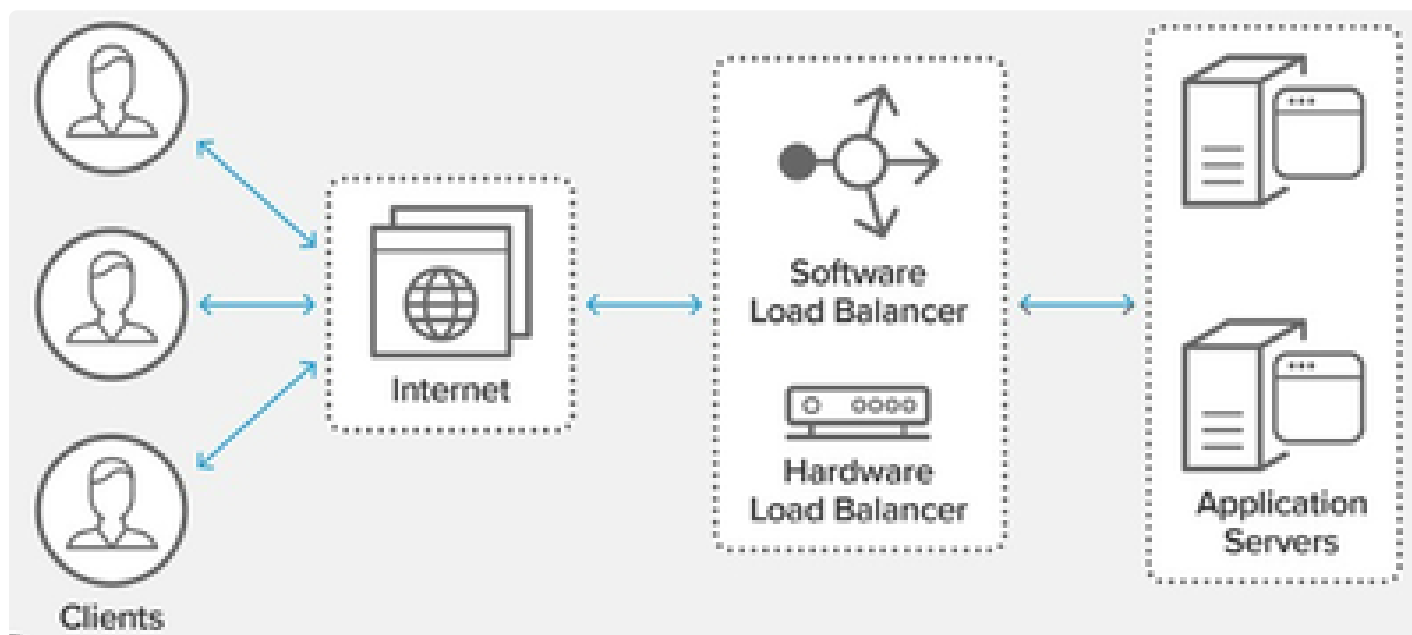 Clients
Internet
Software
Load Balancer
Hardware
Load Balancer
Application
Servers